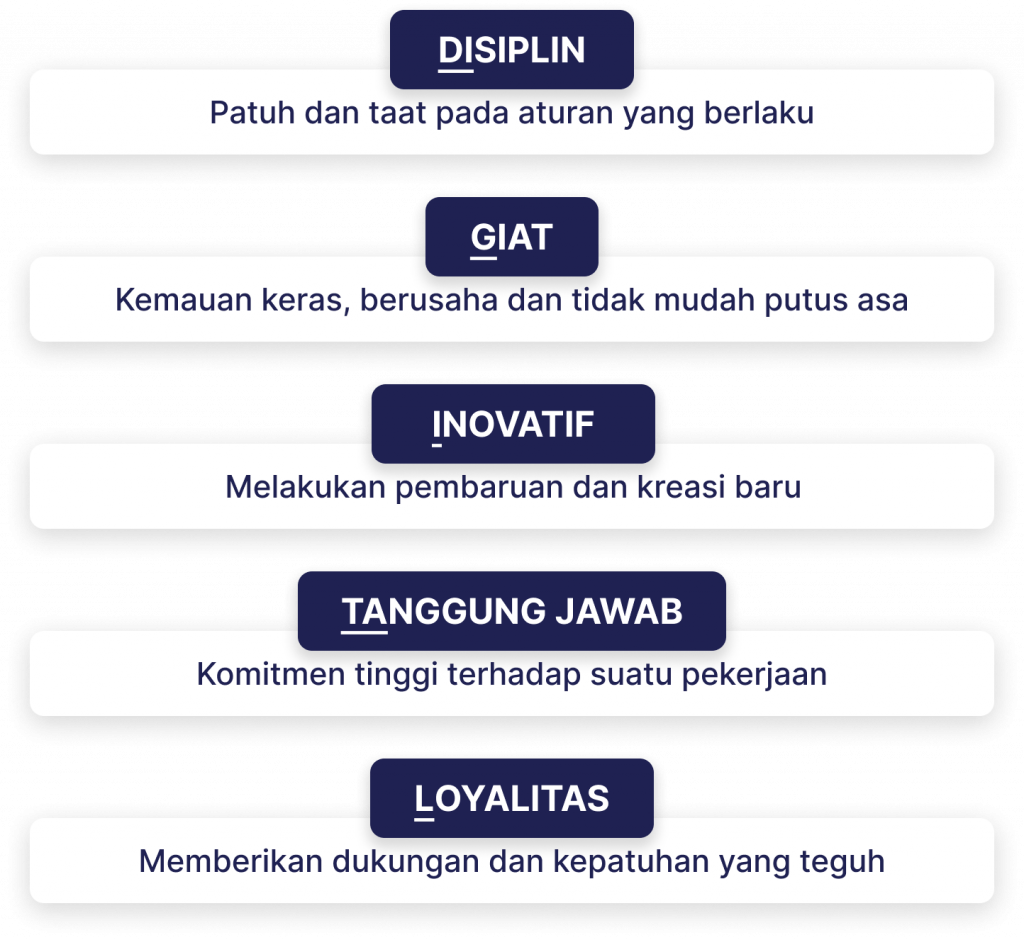 DISIPLIN
Patuh dan taat pada aturan yang berlaku
GIAT
Kemauan keras, berusaha dan tidak mudah putus asa
INOVATIF
Melakukan pembaruan dan kreasi baru
TANGGUNG JAWAB
Komitmen tinggi terhadap suatu pekerjaan
LOYALITAS
Memberikan dukungan dan kepatuhan yang teguh